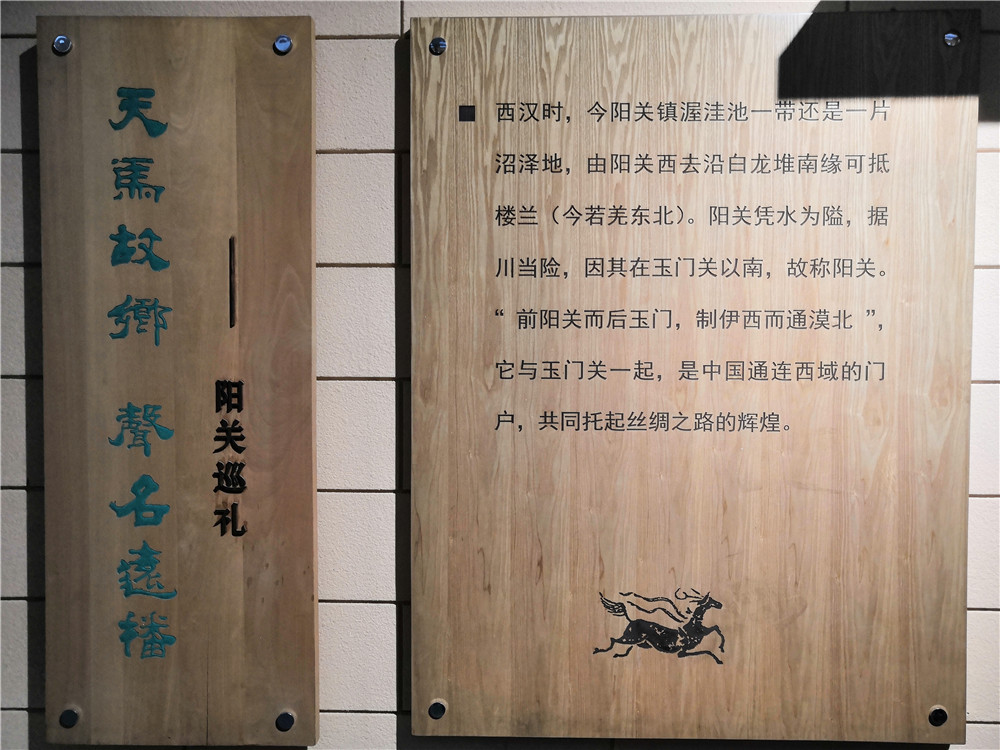 天馬故鄉 聲名遠播
——阳关巡礼
■ 西汉时，今阳关镇渥洼池一带还是一片
沼泽地，由阳关西去沿白龙堆南缘可抵
楼兰（今若羌东北）。阳关凭水为隘，据
川当险，因其在玉门关以南，故称阳关。
“ 前阳关而后玉门，制伊西而通漠北 ”，
它与玉门关一起，是中国通连西域的门
户，共同托起丝绸之路的辉煌。